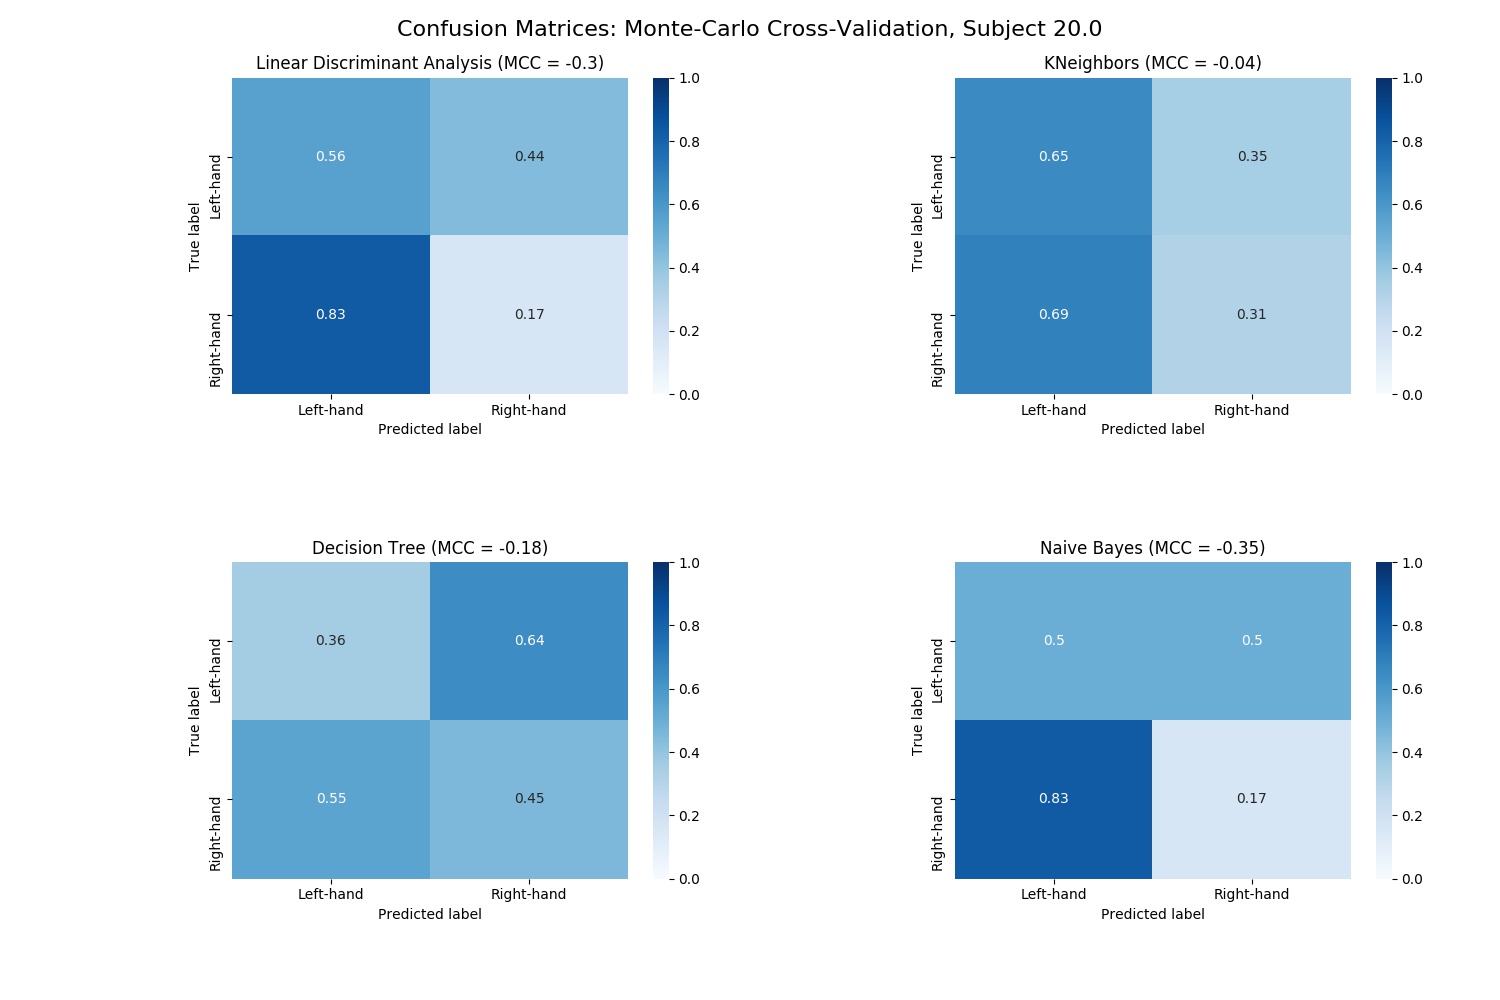 Confusion Matrices: Monte-Carlo Cross-Validation, Subject 20.0
Linear Discriminant Analysis (MCC = -0.3)
True label
Left-hand
Right-hand
0.56
0.44
0.83
0.17
Left-hand
Right-hand
Predicted label
1.0
0.8
0.6
0.4
0.2
0.0
KNeighbors (MCC = -0.04)
True label
Left-hand
Right-hand
0.65
0.35
0.69
0.31
Left-hand
Right-hand
Predicted label
1.0
0.8
0.6
0.4
0.2
0.0
Decision Tree (MCC = -0.18)
True label
Left-hand
Right-hand
0.36
0.64
0.55
0.45
Left-hand
Right-hand
Predicted label
1.0
0.8
0.6
0.4
0.2
0.0
Naive Bayes (MCC = -0.35)
True label
Left-hand
Right-hand
0.5
0.5
0.83
0.17
Left-hand
Right-hand
Predicted label
1.0
0.8
0.6
0.4
0.2
0.0